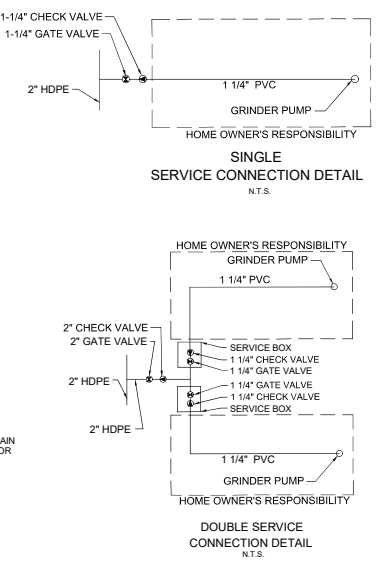 1-1/4" CHECK VALVE
1-1/4" GATE VALVE
2" HDPE
1 1/4" PVC
GRINDER PUMP
HOME OWNER'S RESPONSIBILITY
SINGLE
SERVICE CONNECTION DETAIL
N.T.S.
HOME OWNER'S RESPONSIBILITY
GRINDER PUMP
1 1/4" PVC
2" CHECK VALVE
2" GATE VALVE
SERVICE BOX
1 1/4" CHECK VALVE
1 1/4" GATE VALVE
2" HDPE
1 1/4" GATE VALVE
1 1/4" CHECK VALVE
SERVICE BOX
2" HDPE
AIN
OR
1 1/4" PVC
GRINDER PUMP
HOME OWNER'S RESPONSIBILITY
DOUBLE SERVICE
CONNECTION DETAIL
N.T.S.